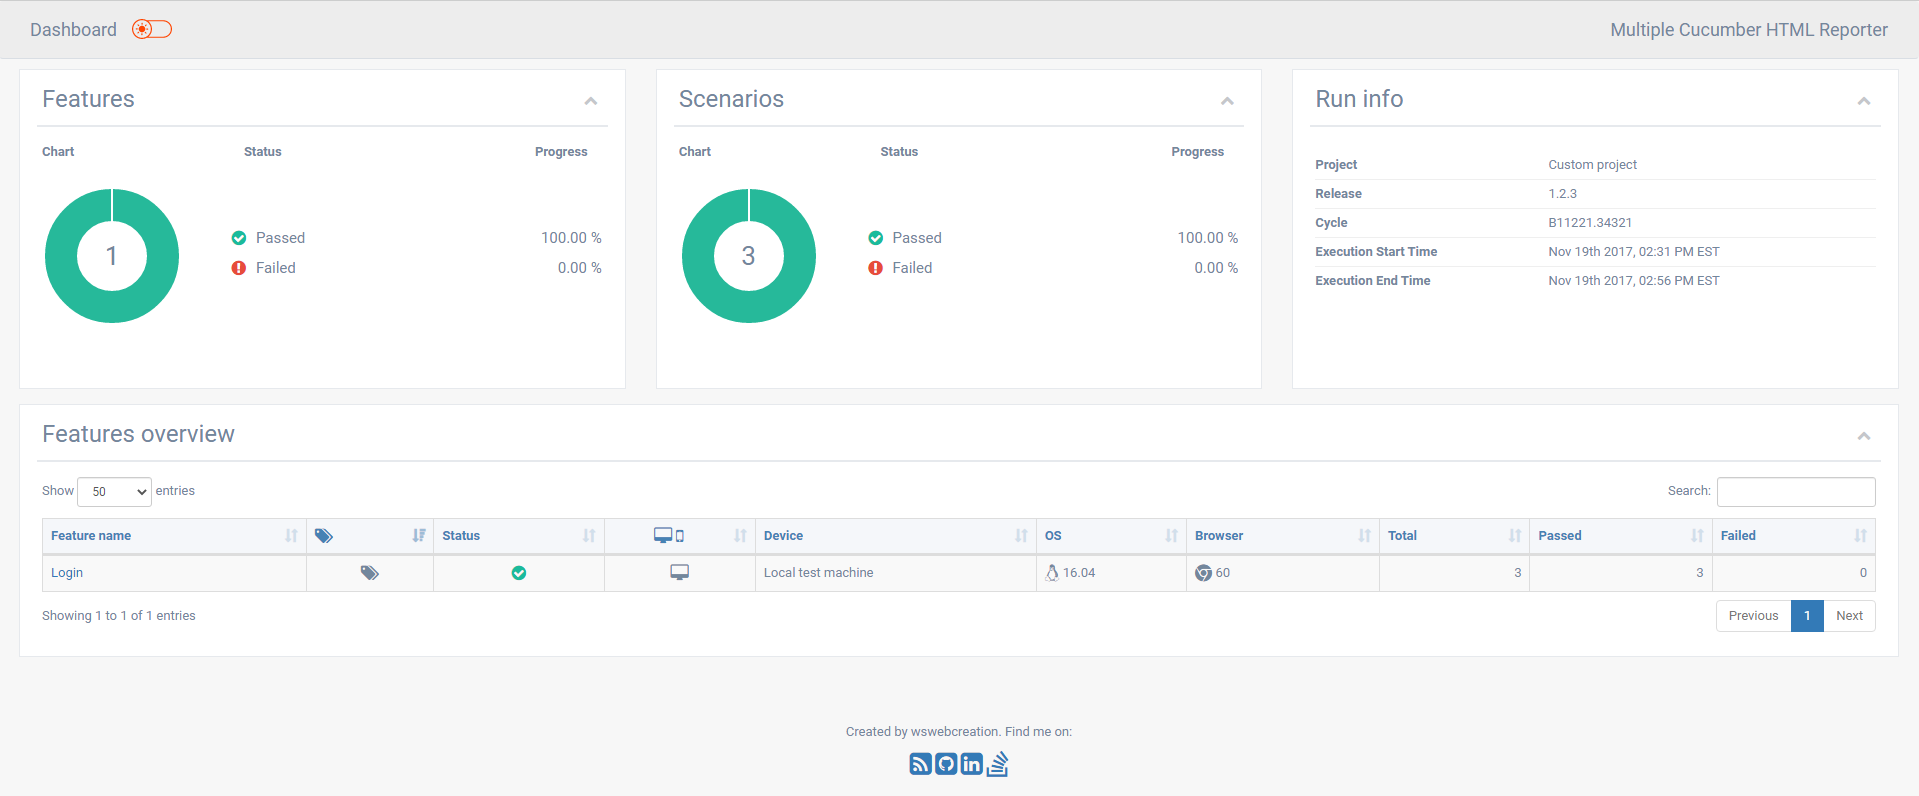 Dashboard
Multiple Cucumber HTML Reporter
Features
Chart Status Progress
1
Passed 100.00 %
Failed 0.00 %
Scenarios
Chart Status Progress
3
Passed 100.00 %
Failed 0.00 %
Run info
Project Custom project
Release 1.2.3
Cycle B11221.34321
Execution Start Time Nov 19th 2017, 02:31 PM EST
Execution End Time Nov 19th 2017, 02:56 PM EST
Features overview
Show 50 entries
Search:
Feature name Status Device OS Browser Total Passed Failed
Login Local test machine 16.04 60 3 3 0
Showing 1 to 1 of 1 entries
Previous 1 Next
Created by wswebcreation. Find me on:
in